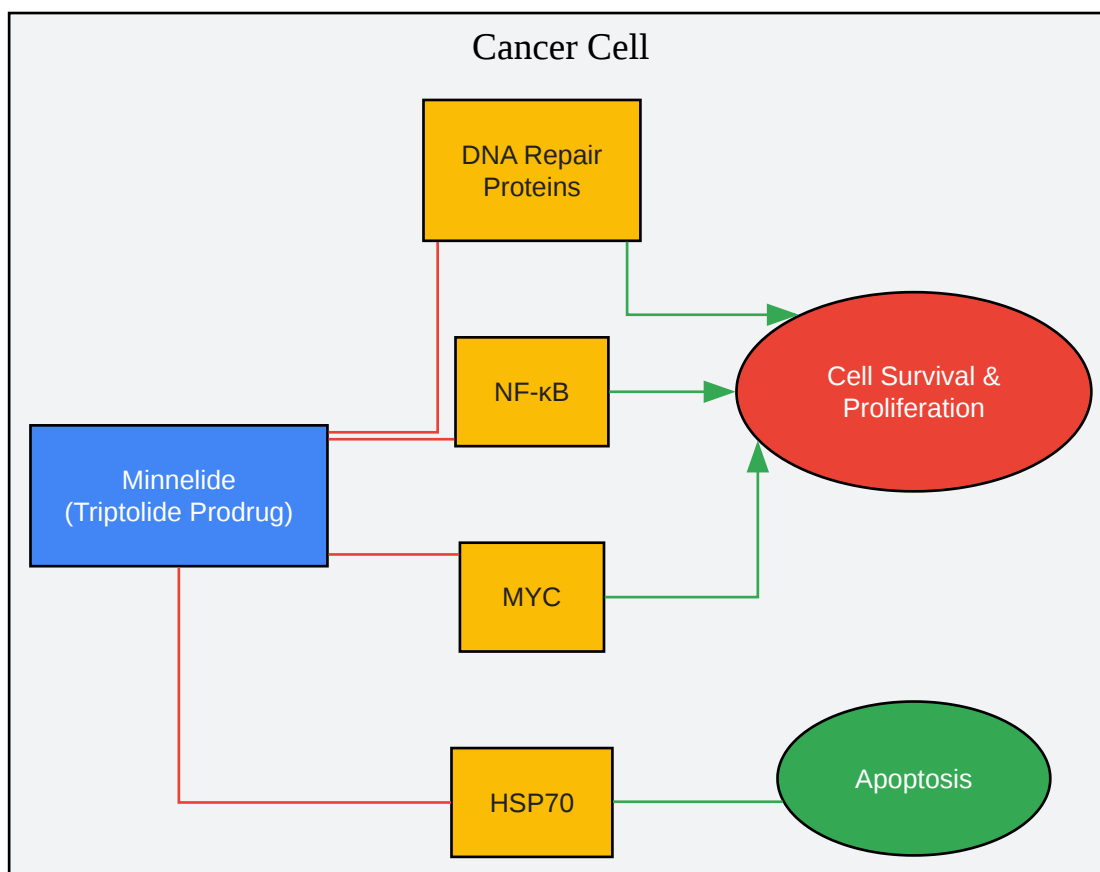 Cancer Cell
DNA Repair
Proteins
NF-κB
Cell Survival &
Proliferation
Minnelide
(Triptolide Prodrug)
MYC
HSP70
Apoptosis